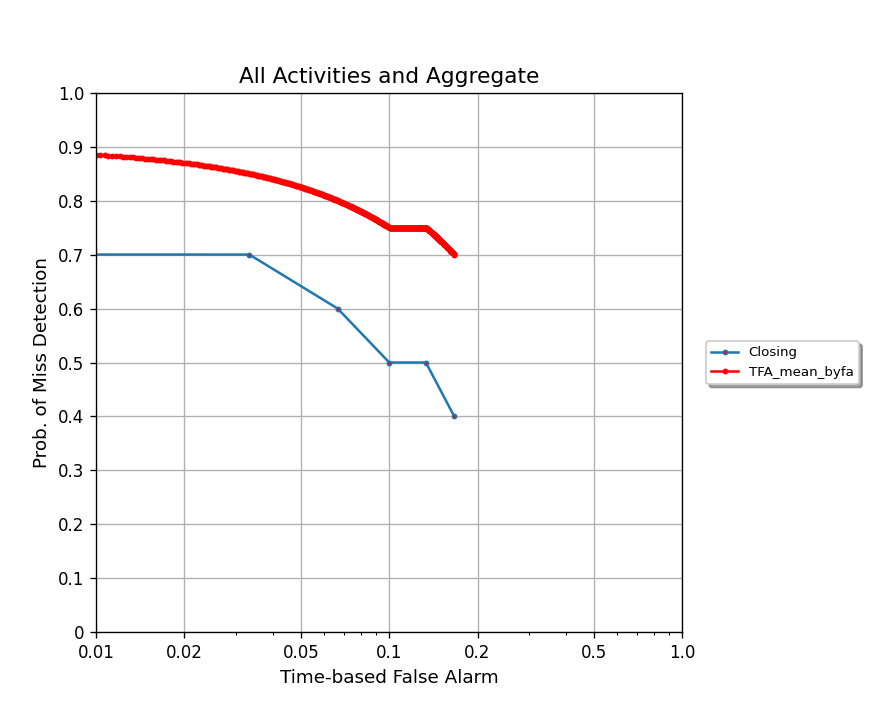 All Activities and Aggregate
Prob. of Miss Detection
1.0
0.9
0.8
0.7
0.6
0.5
0.4
0.3
0.2
0.1
0
0.01 0.02 0.05 0.1 0.2 0.5 1.0
Time-based False Alarm
Closing
TFA_mean_byfa